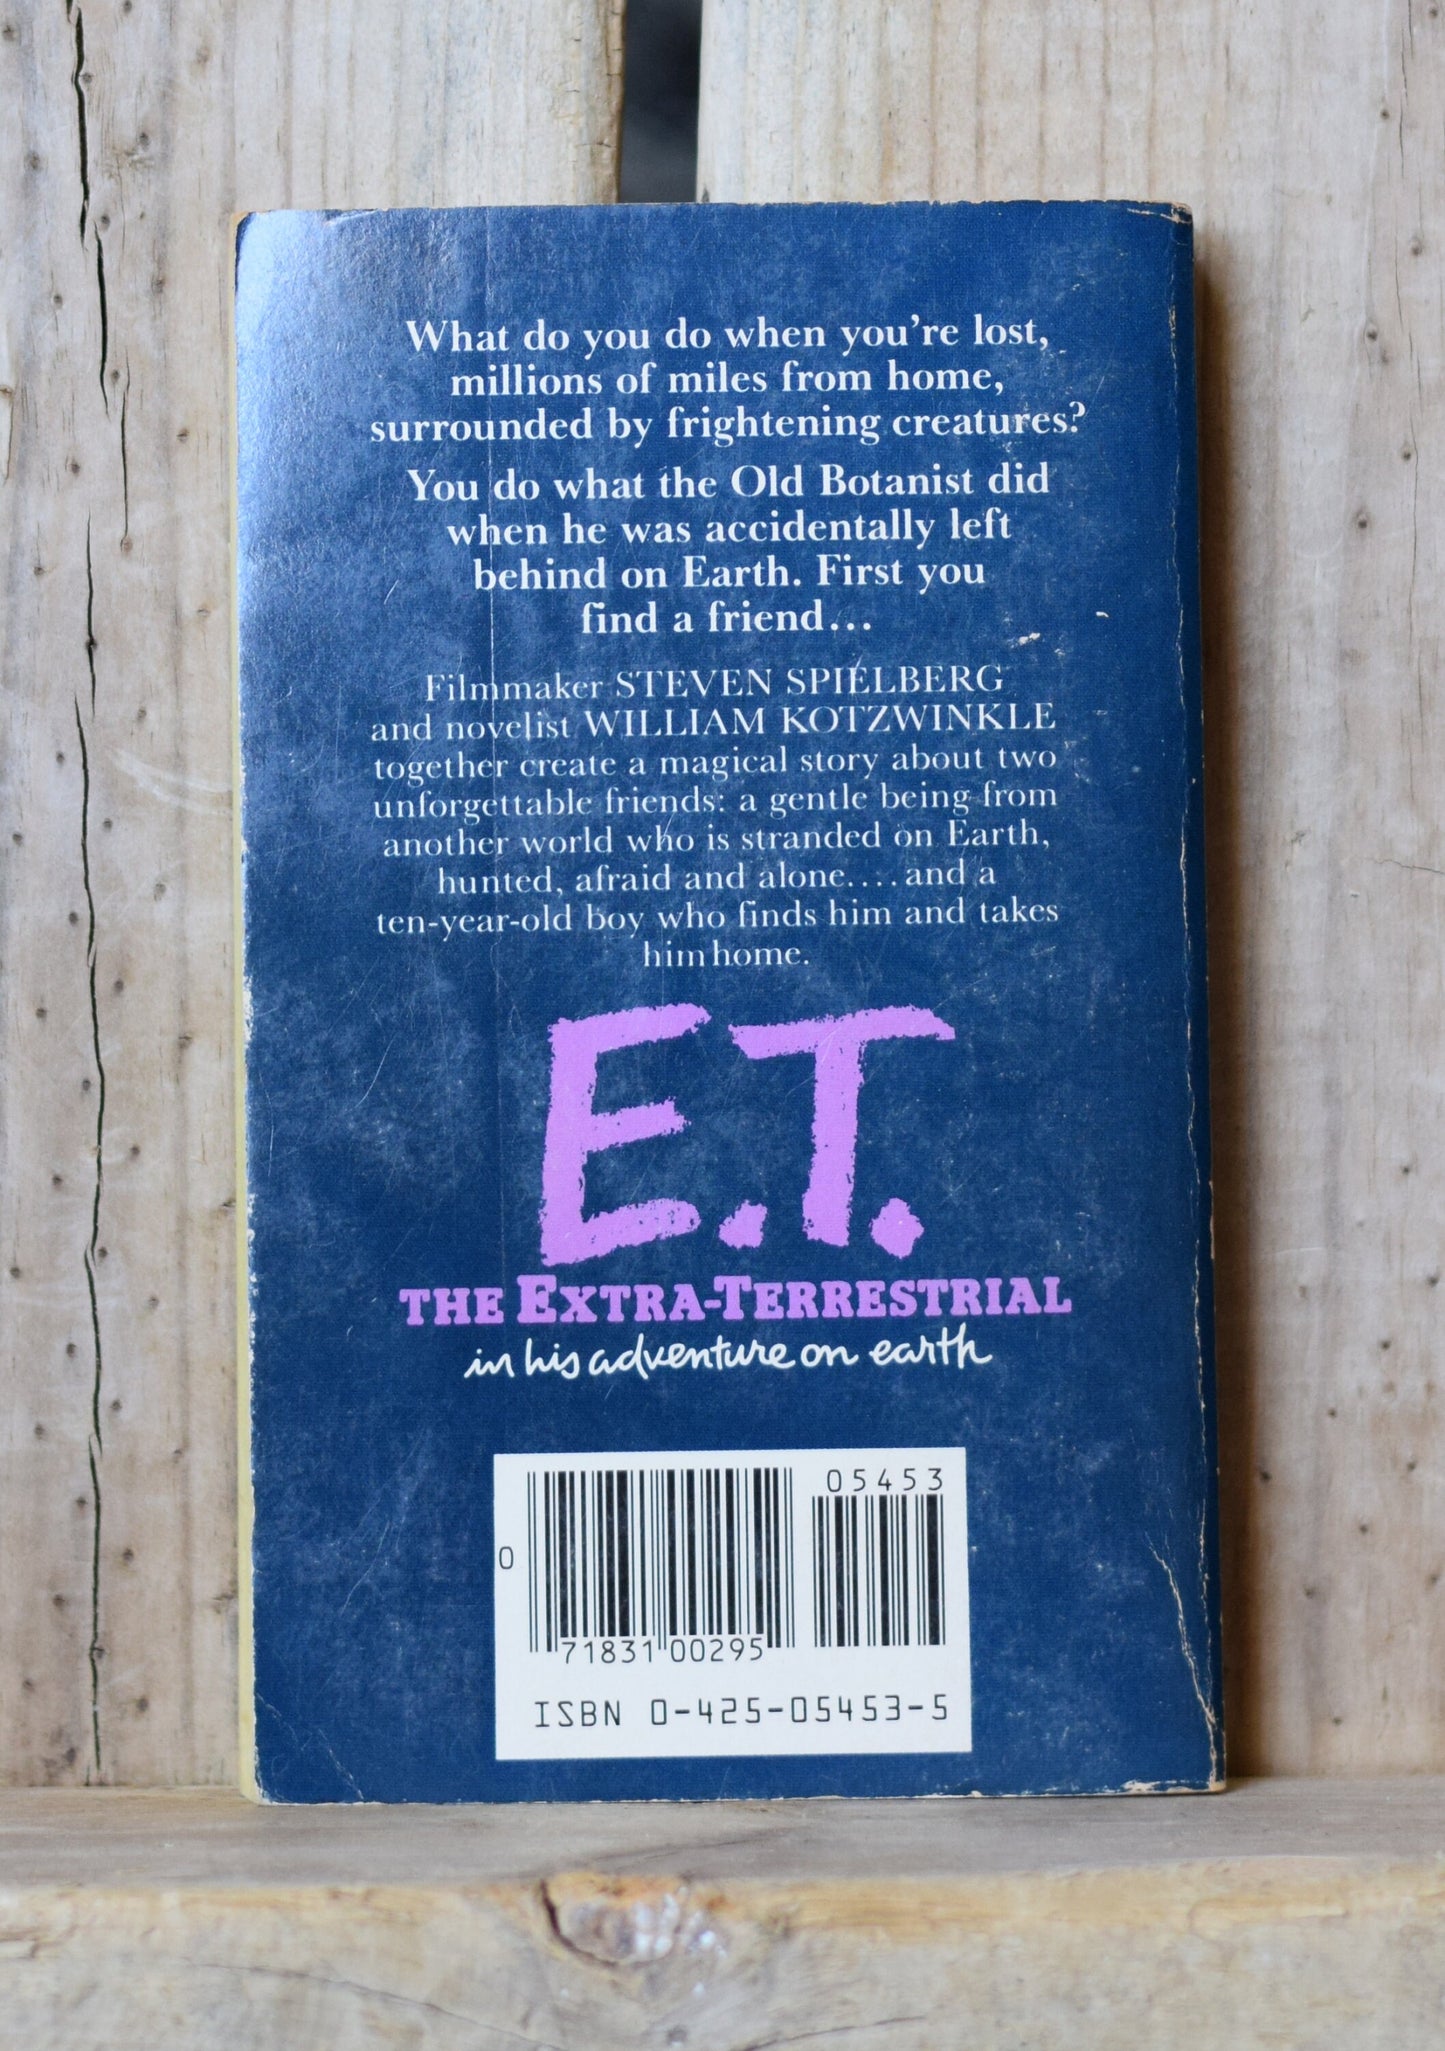 What do you do when you're lost,
millions of miles from home,
surrounded by frightening creatures?
You do what the Old Botanist did
when he was accidentally left
behind on Earth. First you
find a friend...
Filmmaker STEVEN SPIELBERG
and novelist WILLIAM KOTZWINKLE
together create a magical story about two
unforgettable friends: a gentle being from
another world who is stranded on Earth,
hunted, afraid and alone....and a
ten-year-old boy who finds him and takes
him home.
E.T.
THE EXTRA-TERRESTRIAL
in his adventure on earth
05453
0
71831 00295
ISBN 0-425-05453-5